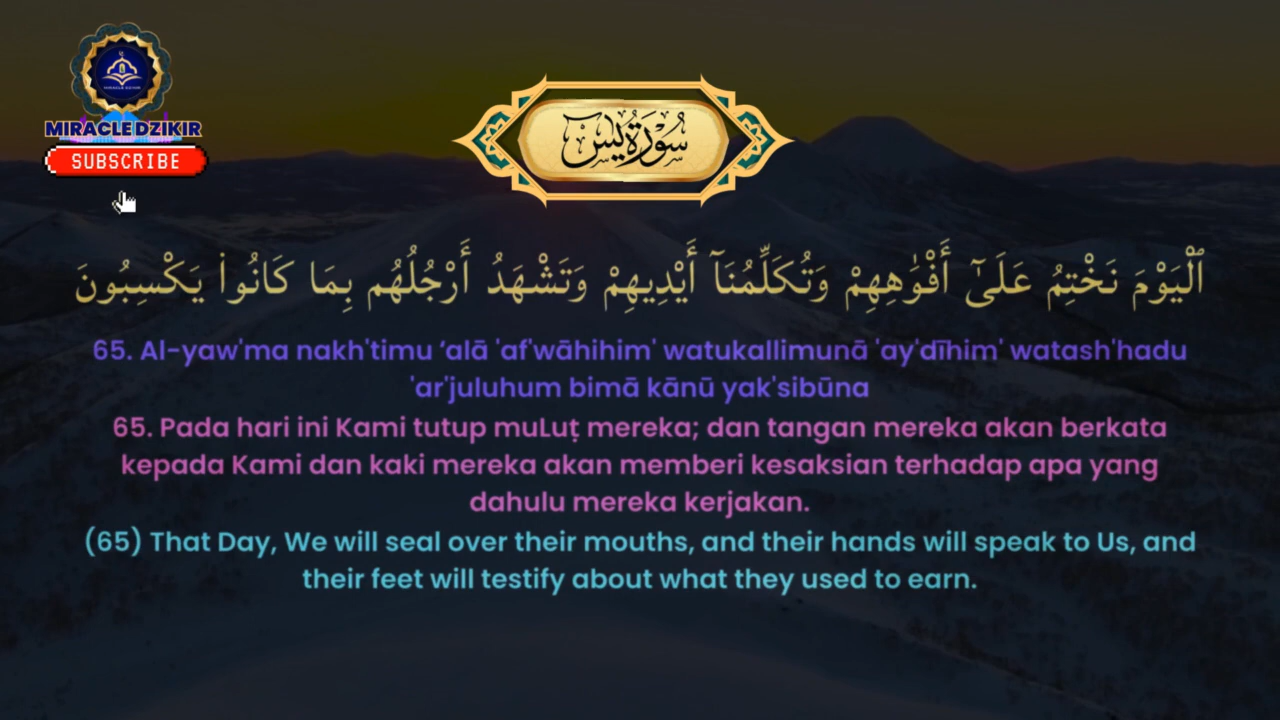 MIRACLE DZIKIR
MIRACLE DZIKIR
SUBSCRIBE
سُوْرَةُ يٰسٓ
ٱلْيَوْمَ نَخْتِمُ عَلَىٰٓ أَفْوَٰهِهِمْ وَتُكَلِّمُنَآ أَيْدِيهِمْ وَتَشْهَدُ أَرْجُلُهُم بِمَا كَانُوا۟ يَكْسِبُونَ
65. Al-yaw'ma nakh'timu ‘alā 'af'wāhihim' watukallimunā 'ay'dīhim' watash'hadu
'ar'juluhum bimā kānū yak'sibūna
65. Pada hari ini Kami tutup muLuṭ mereka; dan tangan mereka akan berkata
kepada Kami dan kaki mereka akan memberi kesaksian terhadap apa yang
dahulu mereka kerjakan.
(65) That Day, We will seal over their mouths, and their hands will speak to Us, and
their feet will testify about what they used to earn.